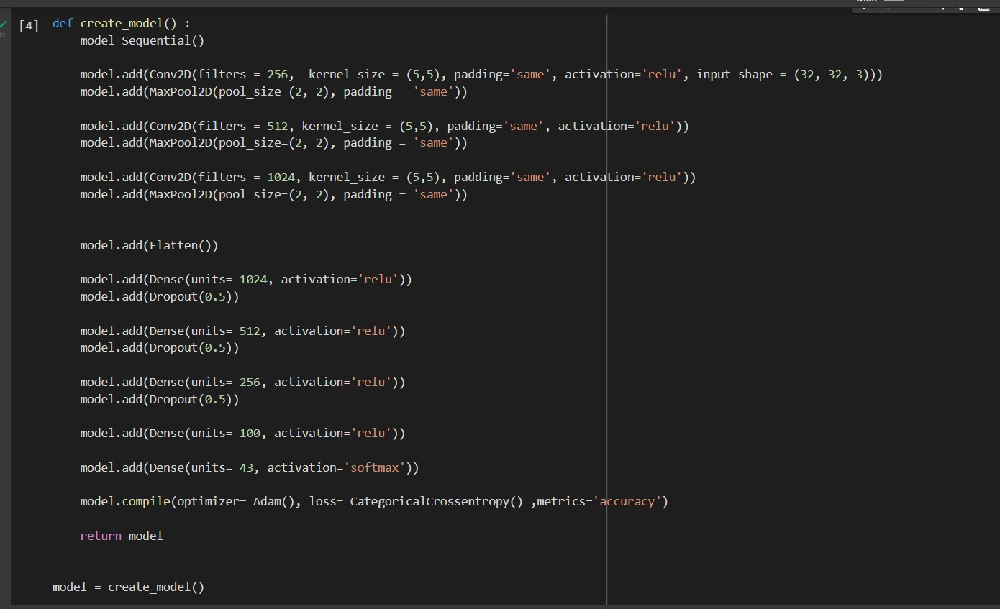 Disk
[4] def create_model() :
    model=Sequential()

    model.add(Conv2D(filters = 256,  kernel_size = (5,5), padding='same', activation='relu', input_shape = (32, 32, 3)))
    model.add(MaxPool2D(pool_size=(2, 2), padding = 'same'))

    model.add(Conv2D(filters = 512, kernel_size = (5,5), padding='same', activation='relu'))
    model.add(MaxPool2D(pool_size=(2, 2), padding = 'same'))

    model.add(Conv2D(filters = 1024, kernel_size = (5,5), padding='same', activation='relu'))
    model.add(MaxPool2D(pool_size=(2, 2), padding = 'same'))

    model.add(Flatten())

    model.add(Dense(units= 1024, activation='relu'))
    model.add(Dropout(0.5))

    model.add(Dense(units= 512, activation='relu'))
    model.add(Dropout(0.5))

    model.add(Dense(units= 256, activation='relu'))
    model.add(Dropout(0.5))

    model.add(Dense(units= 100, activation='relu'))

    model.add(Dense(units= 43, activation='softmax'))

    model.compile(optimizer= Adam(), loss= CategoricalCrossentropy() ,metrics='accuracy')

    return model

model = create_model()